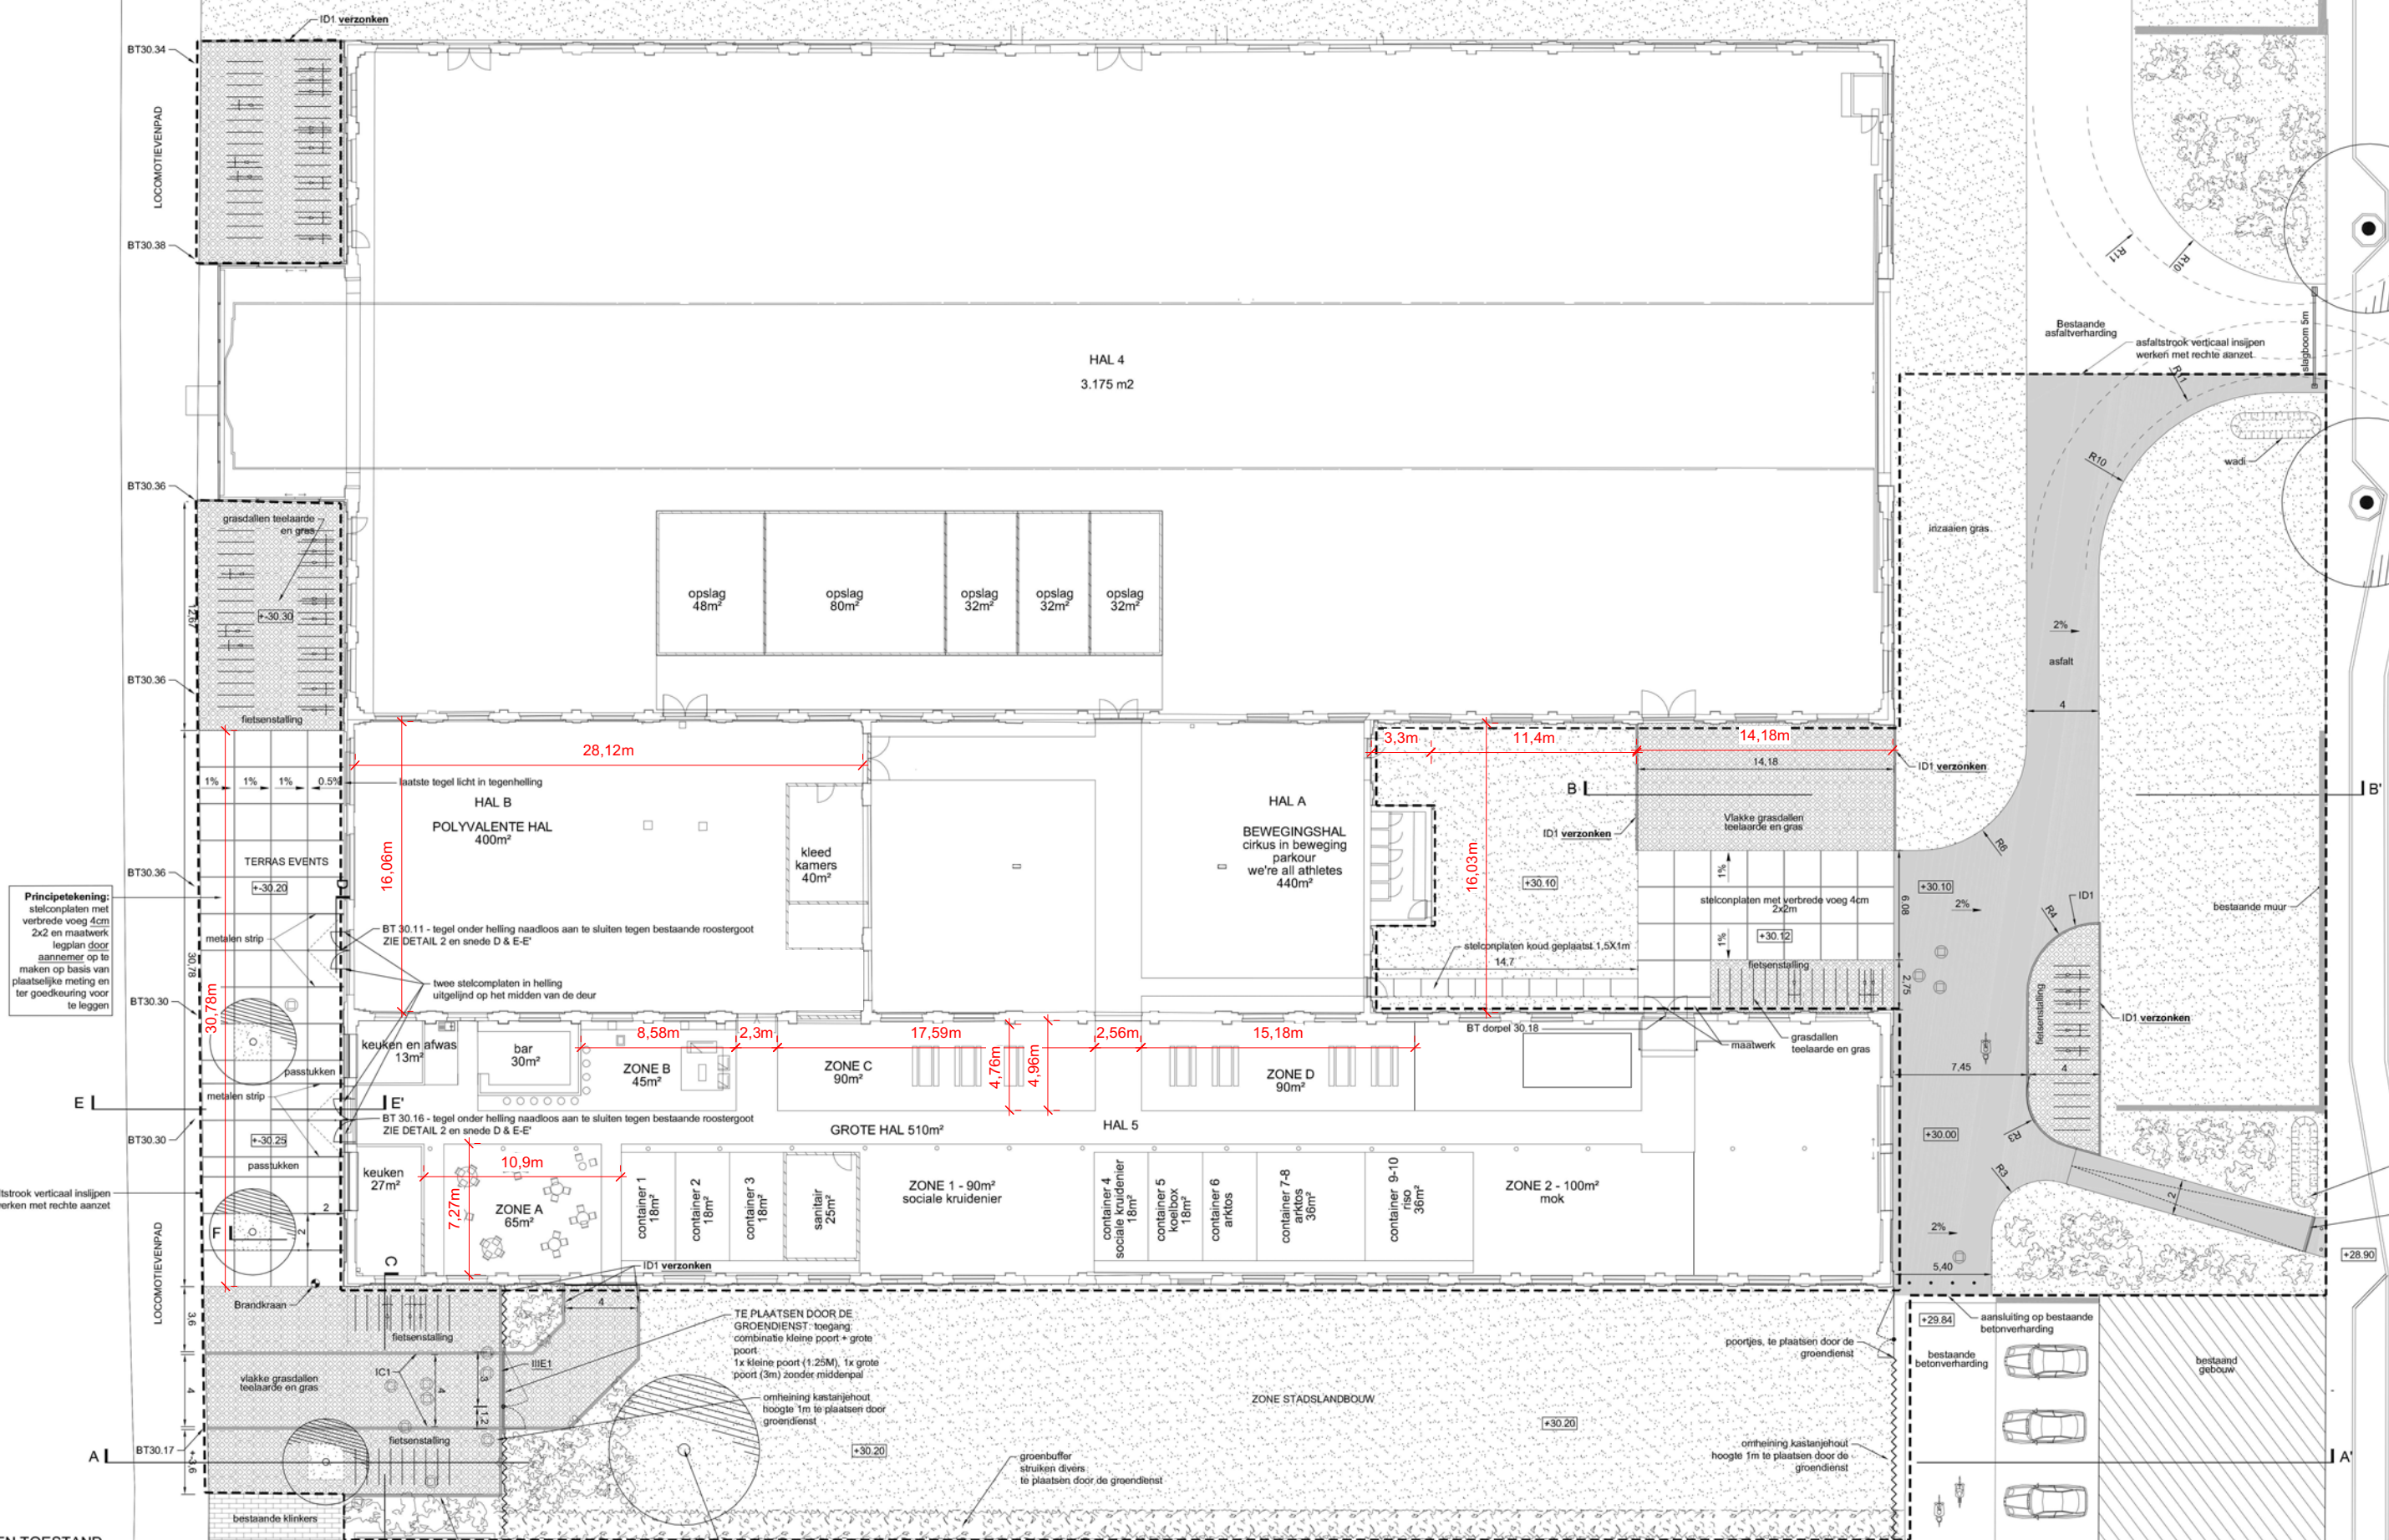 ID1 verzonken
BT30.34
LOCOMOTIEVENPAD
BT30.38
HAL 4
3.175 m2
R11
R10
Bestaande
asfaltverharding
slagboom 5m
asfaltstrook verticaal insijpen
werken met rechte aanzet
R11
R10
wadi
BT30.36
grasdallen teelaarde
en gras
inzaaien gras
12,67
+-30.30
opslag
48m²
opslag
80m²
opslag
32m²
opslag
32m²
opslag
32m²
2%
asfalt
BT30.36
fietsenstalling
4
28,12m
3,3m
11,4m
14,18m
14,18
ID1 verzonken
1%
1%
1%
0.5%
laatste tegel licht in tegenhelling
B
B'
HAL B
POLYVALENTE HAL
400m²
HAL A
BEWEGINGSHAL
cirkus in beweging
parkour
we're all athletes
440m²
ID1 verzonken
Vlakke grasdallen
teelaarde en gras
R6
16,06m
16,03m
kleed
kamers
40m²
TERRAS EVENTS
BT30.36
+-30.20
D
+30.10
1%
+30.10
ID1
Principetekening:
stelconplaten met
verbrede voeg 4cm
2x2 en maatwerk
legplan door
aannemer op te
maken op basis van
plaatselijke meting en
ter goedkeuring voor
te leggen
stelconplaten met verbrede voeg 4cm
2x2m
6.08
2%
R4
bestaande muur
metalen strip
BT 30.11 - tegel onder helling naadloos aan te sluiten tegen bestaande roostergoot
ZIE DETAIL 2 en snede D & E-E'
1%
+30.12
stelconplaten koud geplaatst 1,5X1m
14,7
fietsenstalling
2,75
30,78
30,78m
twee stelcomplaten in helling
uitgelijnd op het midden van de deur
BT30.30
fietsenstalling
ID1 verzonken
8,58m
2,3m
17,59m
2,56m
15,18m
BT dorpel 30.18
maatwerk
grasdallen
teelaarde en gras
keuken en afwas
13m²
bar
30m²
ZONE B
45m²
ZONE C
90m²
4,76m
4,96m
ZONE D
90m²
passtukken
7,45
4
metalen strip
E
E'
BT 30.16 - tegel onder helling naadloos aan te sluiten tegen bestaande roostergoot
ZIE DETAIL 2 en snede D & E-E'
GROTE HAL 510m²
HAL 5
BT30.30
+-30.25
+30.00
R3
passtukken
10,9m
R3
keuken
27m²
7,27m
ZONE A
65m²
container 1
18m²
container 2
18m²
container 3
18m²
sanitair
25m²
ZONE 1 - 90m²
sociale kruidenier
container 4
sociale kruidenier
18m²
container 5
koelbox
18m²
container 6
arktos
container 7-8
arktos
36m²
container 9-10
riso
36m²
ZONE 2 - 100m²
mok
tstrook verticaal inslijpen
erken met rechte aanzet
2
2
2
F
C
2%
+28.90
LOCOMOTIEVENPAD
ID1 verzonken
5,40
Brandkraan
4
3,6
fietsenstalling
TE PLAATSEN DOOR DE
GROENDIENST: toegang:
combinatie kleine poort + grote
poort
1x kleine poort (1.25M), 1x grote
poort (3m) zonder middenpal
+29.84
aansluiting op bestaande
betonverharding
poortjes, te plaatsen door de
groendienst
bestaande
betonverharding
bestaand
gebouw
IIIE1
IC1
vlakke grasdallen
teelaarde en gras
4
4
3
1,2
omheining kastanjehout
hoogte 1m te plaatsen door
groendienst
ZONE STADSLANDBOUW
+30.20
+30.20
fietsenstalling
BT30.17
A
A'
+-3.6
omheining kastanjehout
hoogte 1m te plaatsen door de
groendienst
groenbuffer
struiken divers
te plaatsen door de groendienst
bestaande klinkers
EN TOESTAND